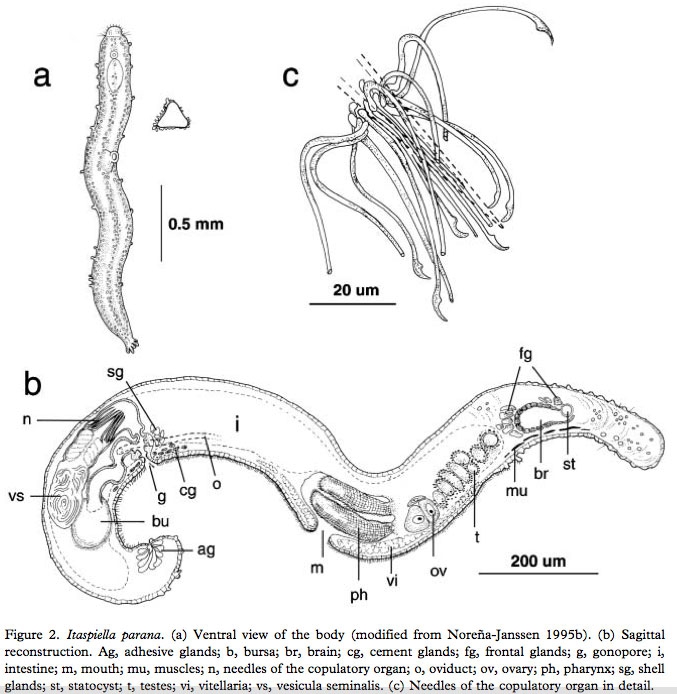 a
c
0.5 mm
20 um
b
sg
fg
n
i
vs
g
cg
o
bu
ag
m
ph
vi
ov
t
mu
br
st
200 um
Figure 2. Itaspiella parana. (a) Ventral view of the body (modified from Noreña-Janssen 1995b). (b) Sagittal
reconstruction. Ag, adhesive glands; b, bursa; br, brain; cg, cement glands; fg, frontal glands; g, gonopore; i,
intestine; m, mouth; mu, muscles; n, needles of the copulatory organ; o, oviduct; ov, ovary; ph, pharynx; sg, shell
glands; st, statocyst; t, testes; vi, vitellaria; vs, vesicula seminalis. (c) Needles of the copulatory organ in detail.